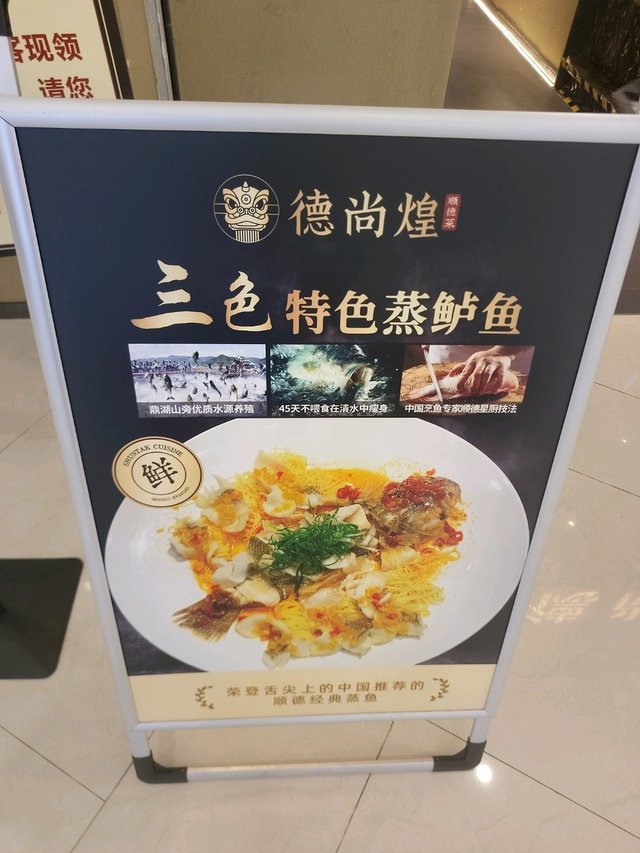 客现领
请您
德尚煌
顺德菜
三色特色蒸鲈鱼
鼎湖山旁优质水源养殖
45天不喂食在清水中瘦身
中国烹鱼专家顺德星厨技法
SHUNTAK CUISINE
鲜
SHUNTAK CUISINE
荣登舌尖上的中国推荐的
顺德经典蒸鱼